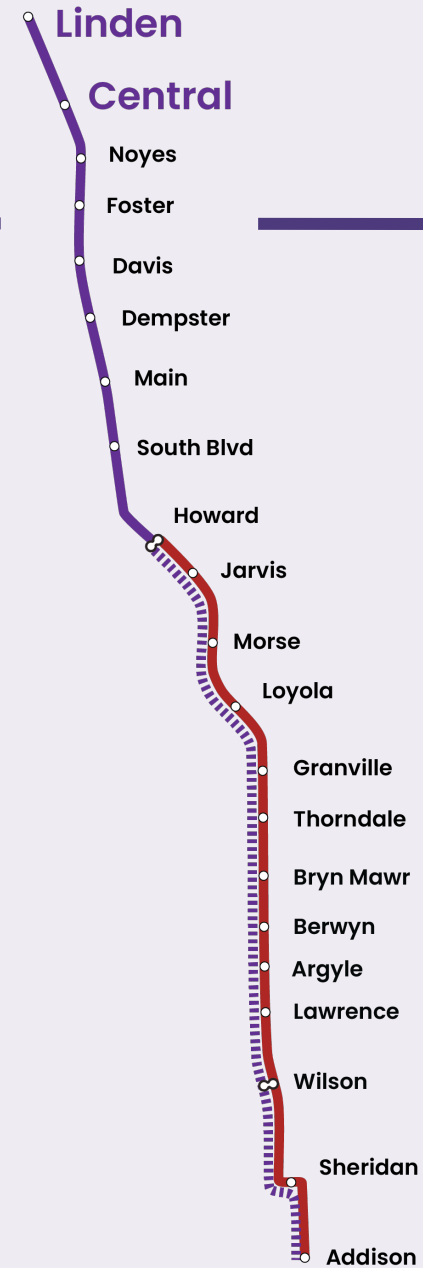 Linden
Central
Noyes
Foster
Davis
Dempster
Main
South Blvd
Howard
Jarvis
Morse
Loyola
Granville
Thorndale
Bryn Mawr
Berwyn
Argyle
Lawrence
Wilson
Sheridan
Addison